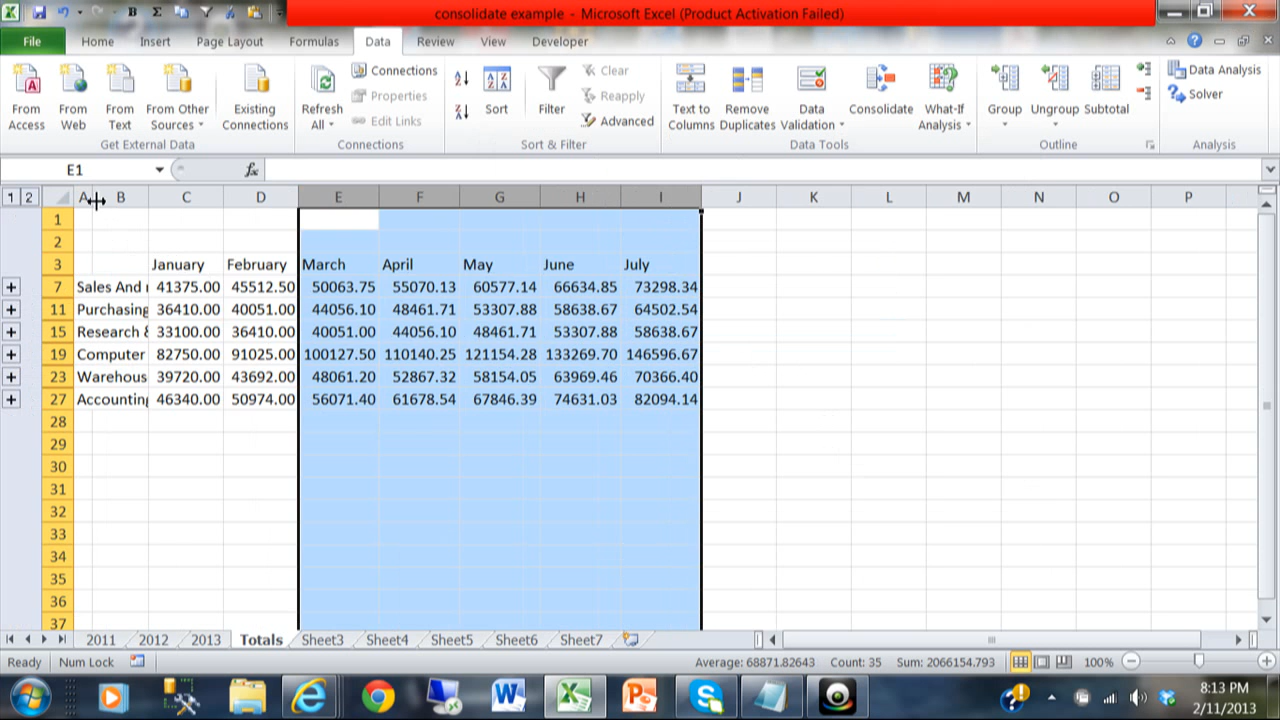 consolidate example - Microsoft Excel (Product Activation Failed)
File Home Insert Page Layout Formulas Data Review View Developer
From Access
From Web
From Text
From Other Sources
Existing Connections
Get External Data
Refresh All
Connections
Properties
Edit Links
Connections
Sort
Filter
Clear
Reapply
Advanced
Sort & Filter
Text to Columns
Remove Duplicates
Data Validation
Consolidate
What-If Analysis
Data Tools
Group
Ungroup
Subtotal
Outline
Data Analysis
Solver
Analysis
E1 fx
1 2 A B C D E F G H I J K L M N O P
1
2
3 January February March April May June July
7 Sales And 41375.00 45512.50 50063.75 55070.13 60577.14 66634.85 73298.34
11 Purchasing 36410.00 40051.00 44056.10 48461.71 53307.88 58638.67 64502.54
15 Research & 33100.00 36410.00 40051.00 44056.10 48461.71 53307.88 58638.67
19 Computer 82750.00 91025.00 100127.50 110140.25 121154.28 133269.70 146596.67
23 Warehous 39720.00 43692.00 48061.20 52867.32 58154.05 63969.46 70366.40
27 Accounting 46340.00 50974.00 56071.40 61678.54 67846.39 74631.03 82094.14
28
29
30
31
32
33
34
35
36
37
2011 2012 2013 Totals Sheet3 Sheet4 Sheet5 Sheet6 Sheet7
Ready Num Lock Average: 68871.82643 Count: 35 Sum: 2066154.793 100%
8:13 PM
2/11/2013